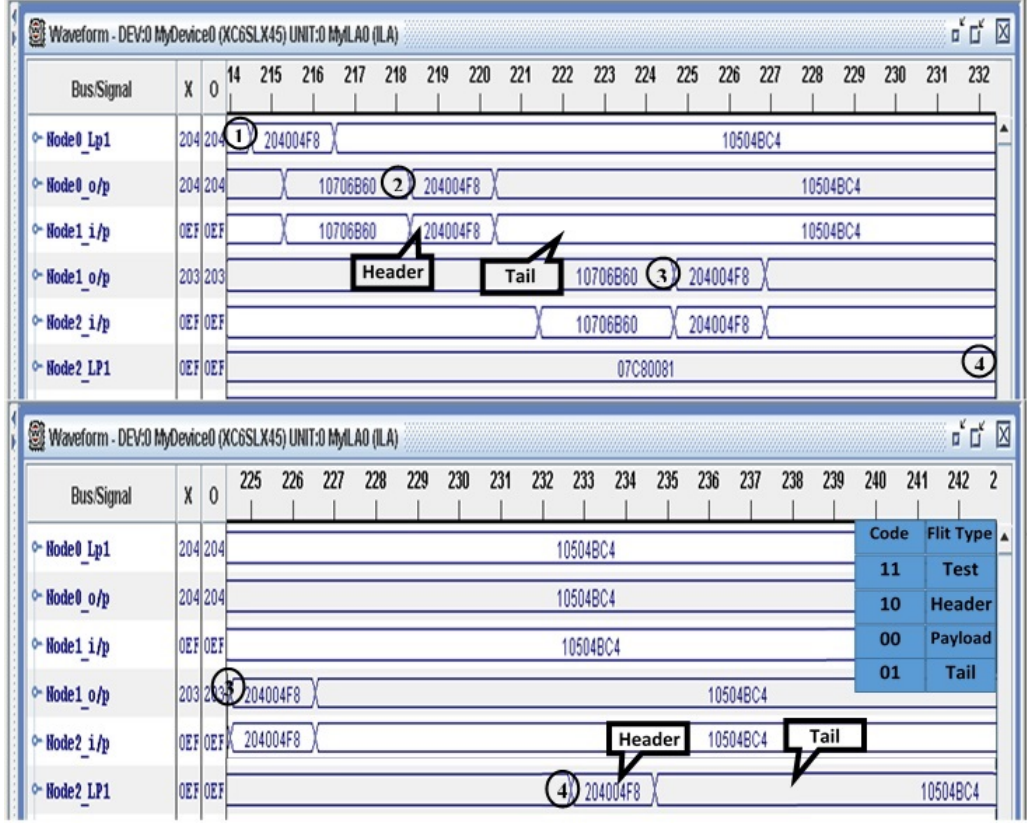 Waveform - DEV:0 MyDevice0 (XC6SLX45) UNIT:0 MyILA0 (ILA)
Bus/Signal X O 14 215 216 217 218 219 220 221 222 223 224 225 226 227 228 229 230 231 232
Node0_Lp1 204 204 1 204004F8 10504BC4
Node0_o/p 204 204 10706B60 2 204004F8 10504BC4
Node1_i/p 0EF 0EF 10706B60 204004F8 10504BC4
Header Tail
Node1_o/p 203 203 10706B60 3 204004F8
Node2_i/p 0EF 0EF 10706B60 204004F8
Node2_LP1 0EF 0EF 07C80081 4
Waveform - DEV:0 MyDevice0 (XC6SLX45) UNIT:0 MyILA0 (ILA)
Bus/Signal X O 225 226 227 228 229 230 231 232 233 234 235 236 237 238 239 240 241 242 2
Code Flit Type
11 Test
10 Header
00 Payload
01 Tail
Node0_Lp1 204 204 10504BC4
Node0_o/p 204 204 10504BC4
Node1_i/p 0EF 0EF 10504BC4
Node1_o/p 203 203 3 204004F8 10504BC4
Node2_i/p 0EF 0EF 204004F8 Header 10504BC4 Tail
Node2_LP1 0EF 0EF 4 204004F8 10504BC4